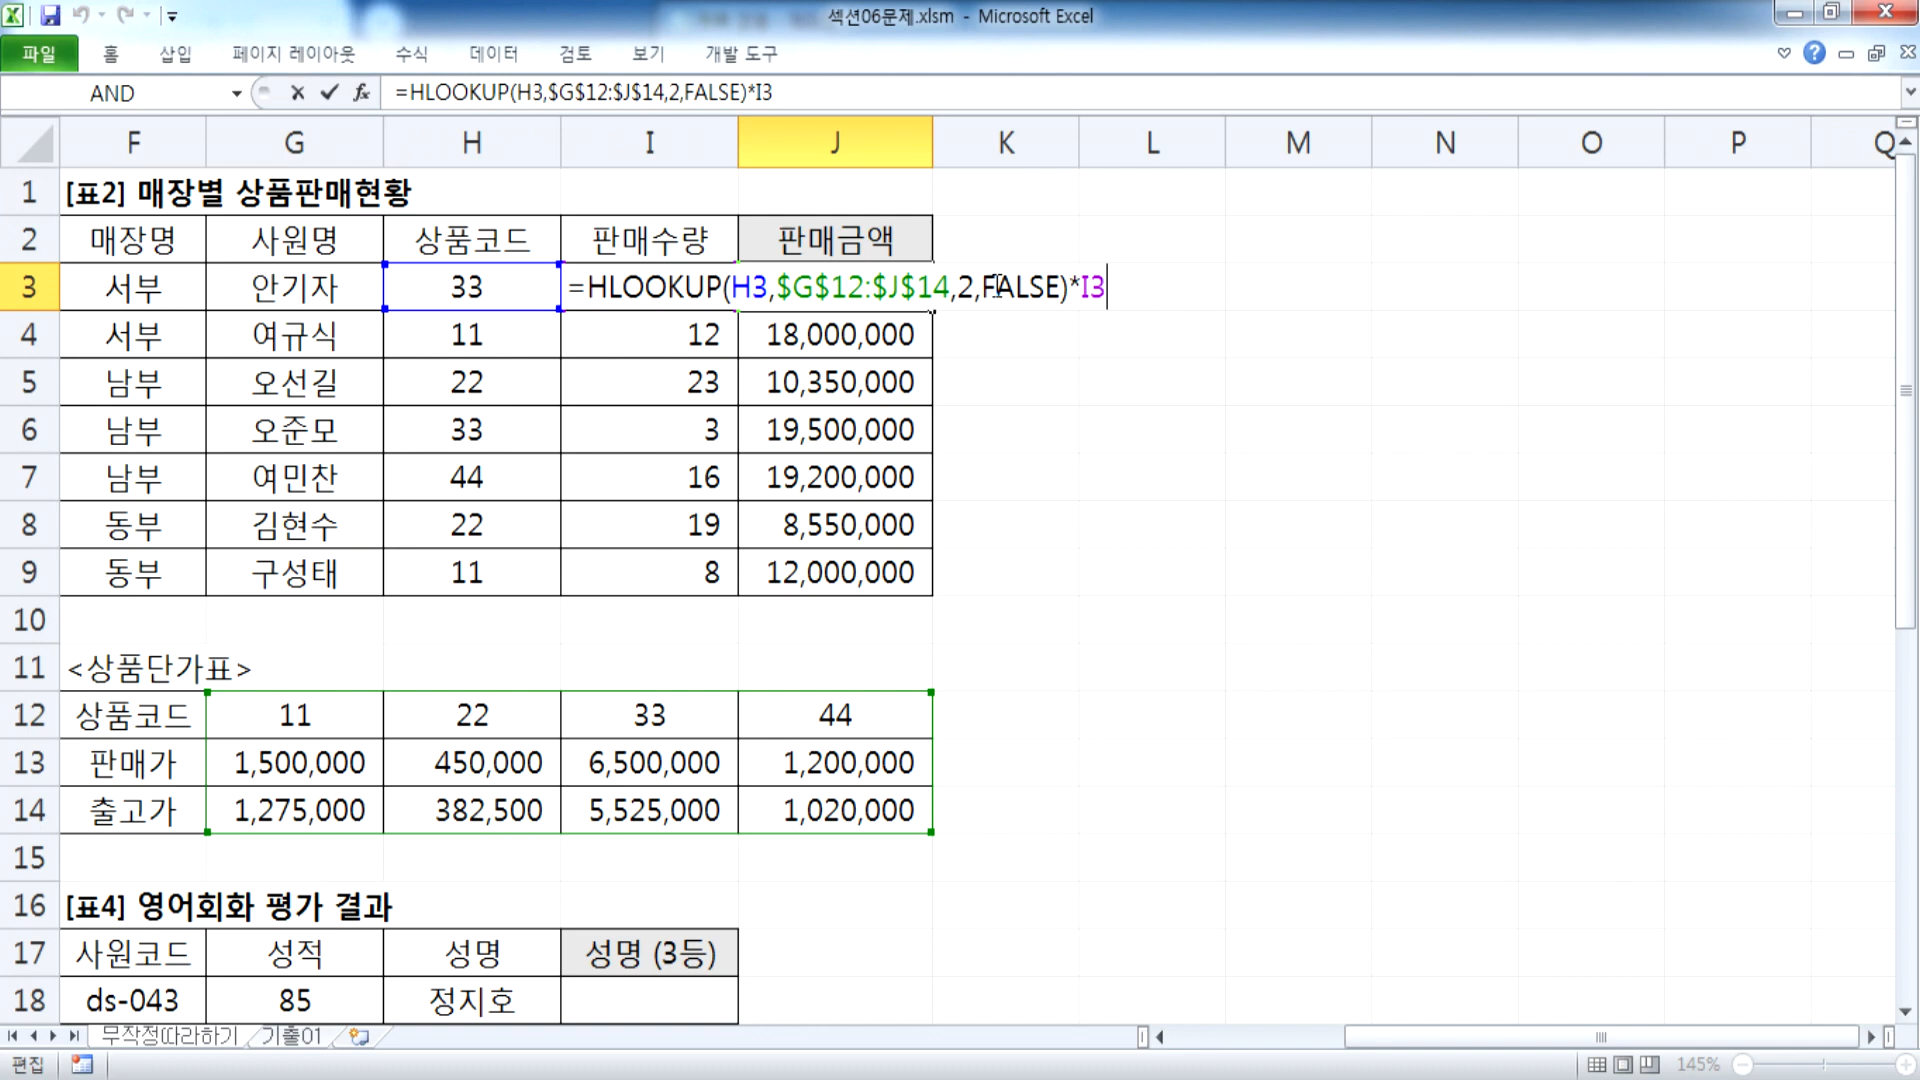 섹션06문제.xlsm - Microsoft Excel
파일 홈 삽입 페이지 레이아웃 수식 데이터 검토 보기 개발 도구
AND fx =HLOOKUP(H3,$G$12:$J$14,2,FALSE)*I3
F G H I J K L M N O P Q
1 [표2] 매장별 상품판매현황
2 매장명 사원명 상품코드 판매수량 판매금액
3 서부 안기자 33 =HLOOKUP(H3,$G$12:$J$14,2,FALSE)*I3
4 서부 여규식 11 12 18,000,000
5 남부 오선길 22 23 10,350,000
6 남부 오준모 33 3 19,500,000
7 남부 여민찬 44 16 19,200,000
8 동부 김현수 22 19 8,550,000
9 동부 구성태 11 8 12,000,000
10
11 <상품단가표>
12 상품코드 11 22 33 44
13 판매가 1,500,000 450,000 6,500,000 1,200,000
14 출고가 1,275,000 382,500 5,525,000 1,020,000
15
16 [표4] 영어회화 평가 결과
17 사원코드 성적 성명 성명 (3등)
18 ds-043 85 정지호
무작정따라하기 기출01
편집 145%